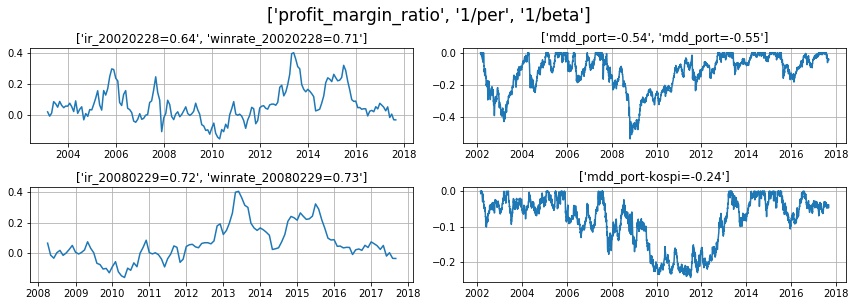 ['profit_margin_ratio', '1/per', '1/beta']
['ir_20020228=0.64', 'winrate_20020228=0.71']
0.4
0.2
0.0
2004 2006 2008 2010 2012 2014 2016 2018
['mdd_port=-0.54', 'mdd_port=-0.55']
0.0
−0.2
−0.4
2002 2004 2006 2008 2010 2012 2014 2016 2018
['ir_20080229=0.72', 'winrate_20080229=0.73']
0.4
0.2
0.0
2008 2009 2010 2011 2012 2013 2014 2015 2016 2017 2018
['mdd_port-kospi=-0.24']
0.0
−0.1
−0.2
2002 2004 2006 2008 2010 2012 2014 2016 2018